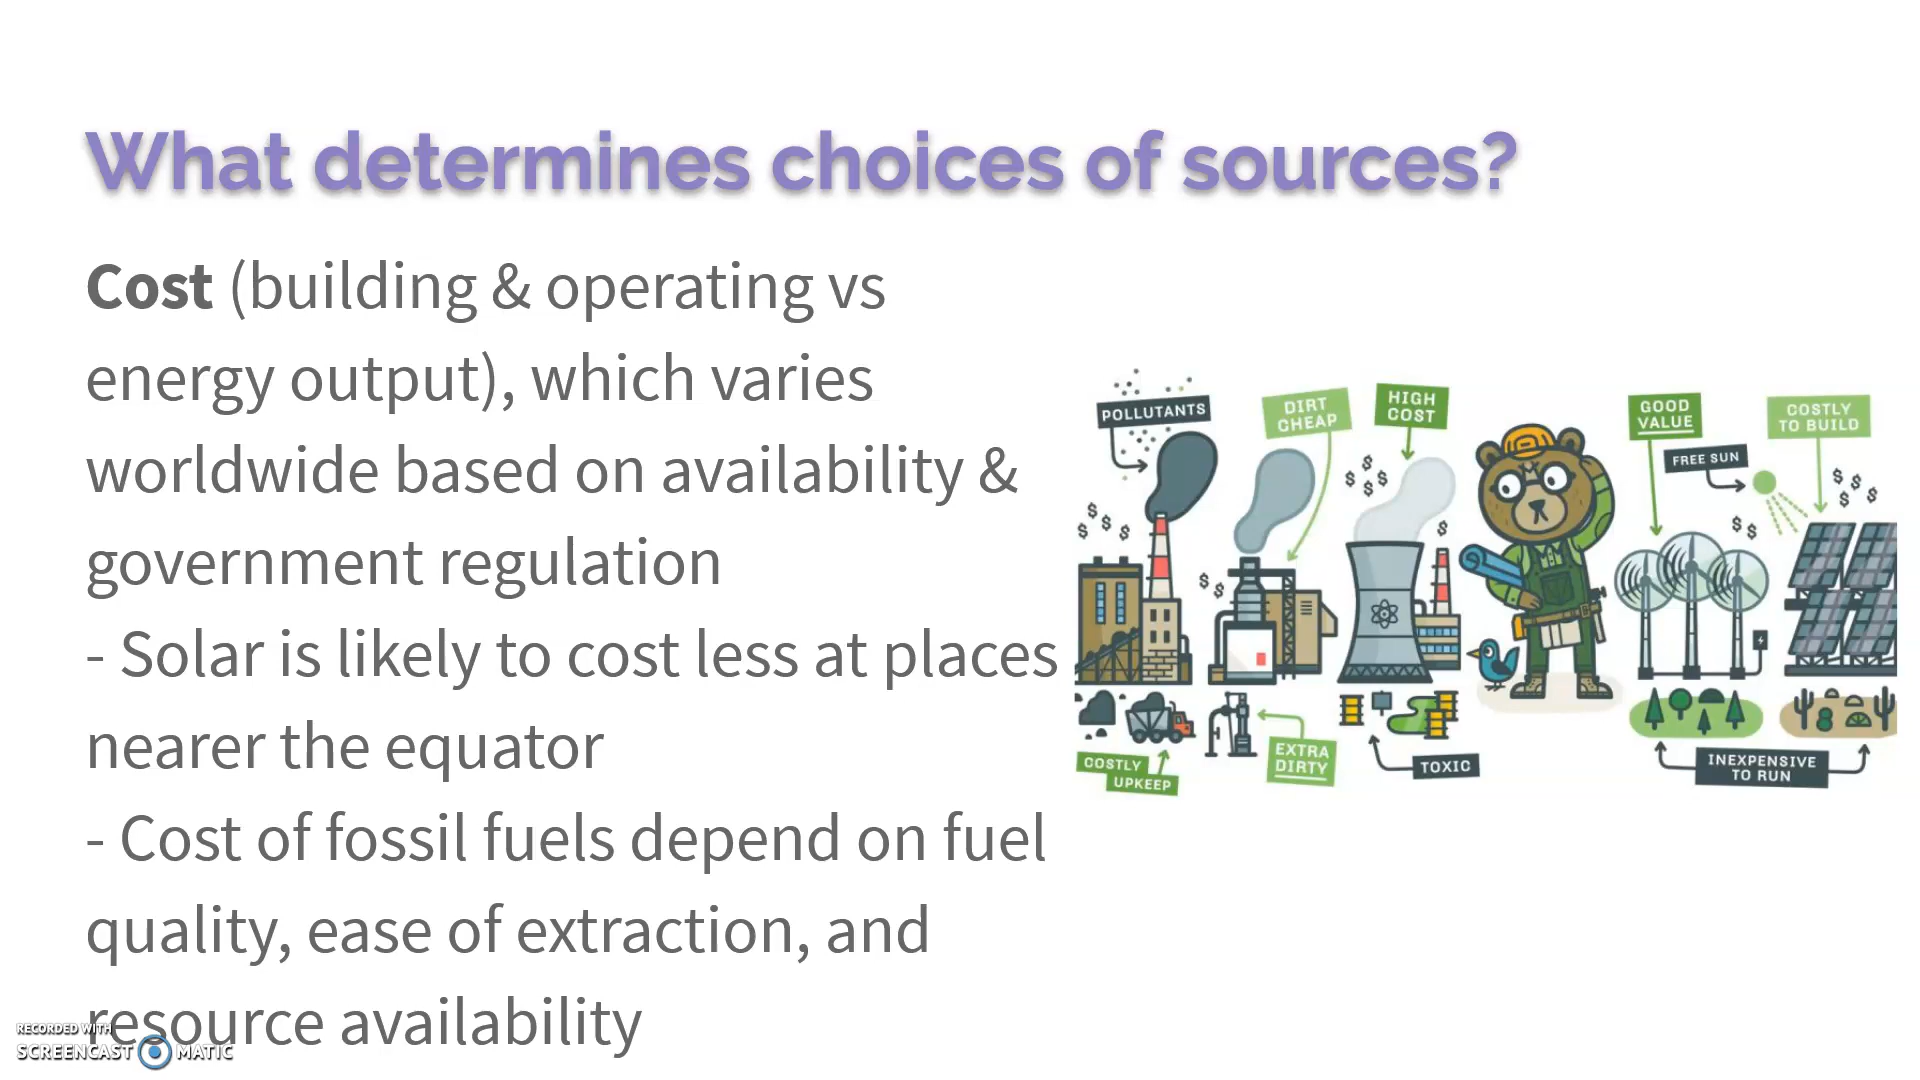 What determines choices of sources?
Cost (building & operating vs
energy output), which varies
worldwide based on availability &
government regulation
- Solar is likely to cost less at places
nearer the equator
- Cost of fossil fuels depend on fuel
quality, ease of extraction, and
resource availability
POLLUTANTS
DIRT
CHEAP
HIGH
COST
GOOD
VALUE
COSTLY
TO BUILD
FREE SUN
$ $ $ $
$ $
$ $ $ $
$
$ $
$ $ $ $
COSTLY
UPKEEP
EXTRA
DIRTY
TOXIC
INEXPENSIVE
TO RUN
RECORDED WITH
SCREENCAST MATIC